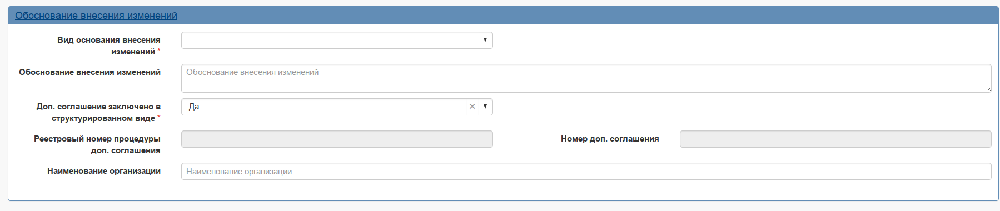 Обоснование внесения изменений
Вид основания внесения
изменений *
Обоснование внесения изменений
Обоснование внесения изменений
Доп. соглашение заключено в
структурированном виде *
Да
Реестровый номер процедуры
доп. соглашения
Номер доп. соглашения
Наименование организации
Наименование организации